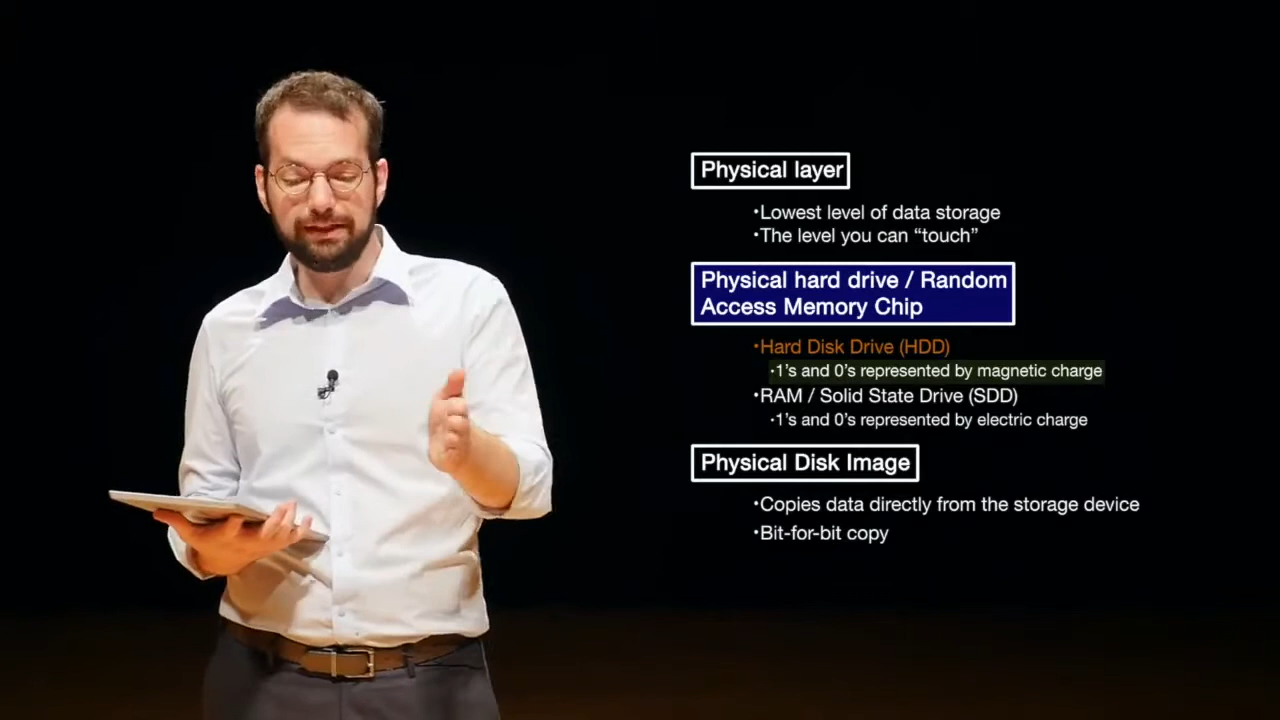 Physical layer
•Lowest level of data storage
•The level you can “touch”
Physical hard drive / Random
Access Memory Chip
•Hard Disk Drive (HDD)
•1’s and 0’s represented by magnetic charge
•RAM / Solid State Drive (SDD)
•1’s and 0’s represented by electric charge
Physical Disk Image
•Copies data directly from the storage device
•Bit-for-bit copy